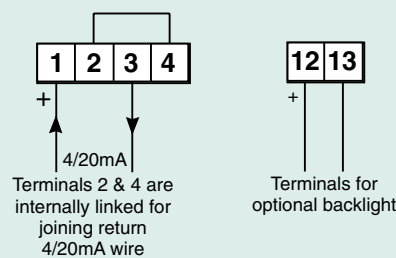 1 2 3 4
+
4/20mA
Terminals 2 & 4 are
internally linked for
joining return
4/20mA wire
12 13
+
Terminals for
optional backlight